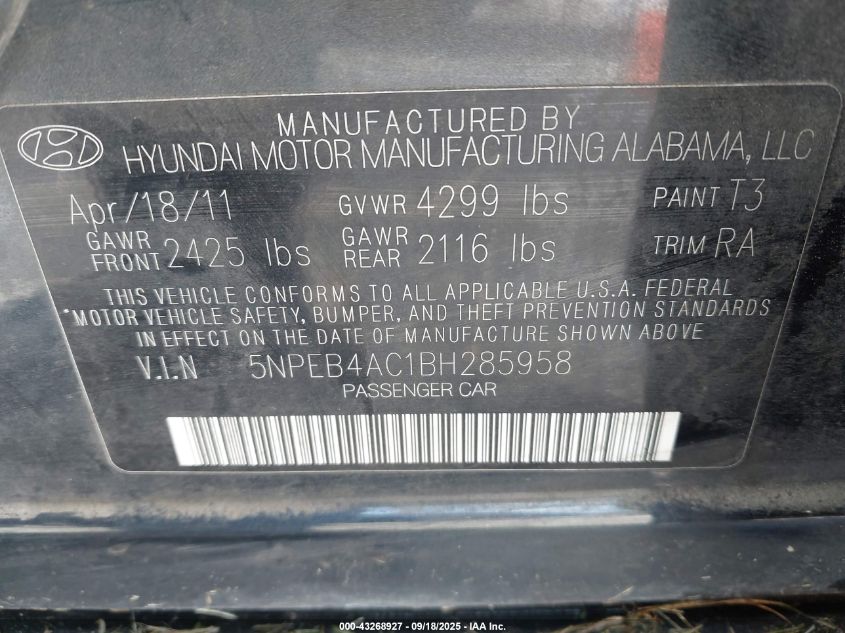 MANUFACTURED BY
HYUNDAI MOTOR MANUFACTURING ALABAMA, LLC
Apr/18/11 GVWR 4299 lbs PAINT T3
GAWR FRONT 2425 lbs GAWR REAR 2116 lbs TRIM RA
THIS VEHICLE CONFORMS TO ALL APPLICABLE U.S.A. FEDERAL
*MOTOR VEHICLE SAFETY, BUMPER, AND THEFT PREVENTION STANDARDS
IN EFFECT ON THE DATE OF MANUFACTURE SHOWN ABOVE
V.I.N 5NPEB4AC1BH285958
PASSENGER CAR
000-43268927 - 09/18/2025 - IAA Inc.